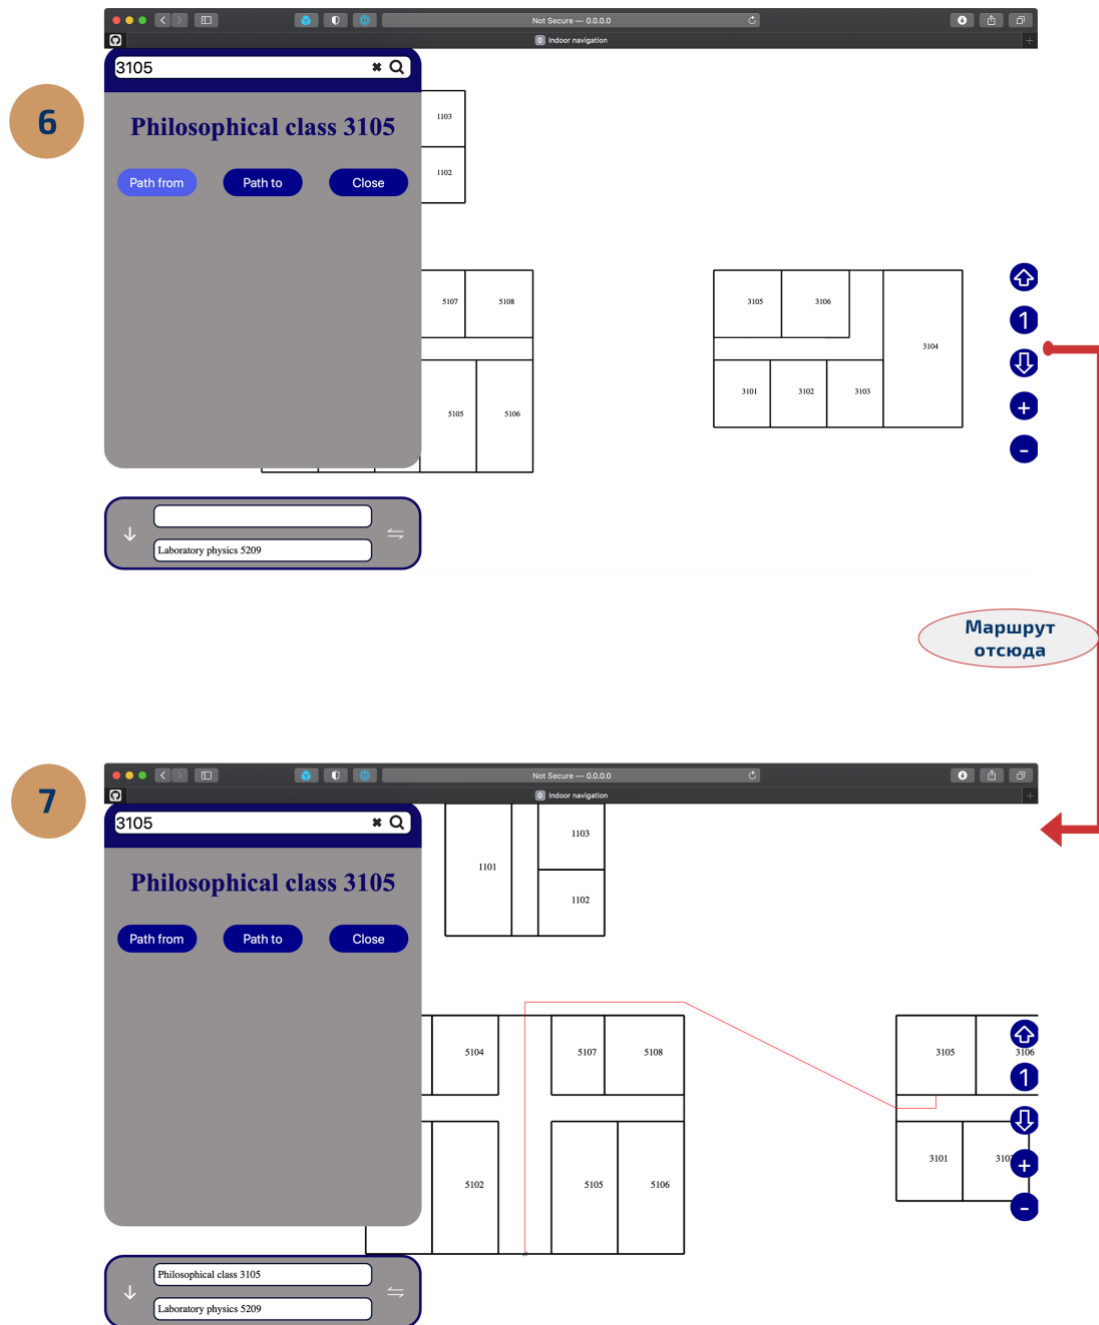 Not Secure — 0.0.0.0
Indoor navigation
3105
6
Philosophical class 3105
Path from
Path to
Close
1103
1102
5107
5108
3105
3106
3104
1
5105
5106
3101
3102
3103
+
-
Laboratory physics 5209
Маршрут
отсюда
7
Not Secure — 0.0.0.0
Indoor navigation
3105
Philosophical class 3105
Path from
Path to
Close
1101
1103
1102
5104
5107
5108
3105
3106
1
5102
5105
5106
3101
+
-
Philosophical class 3105
Laboratory physics 5209